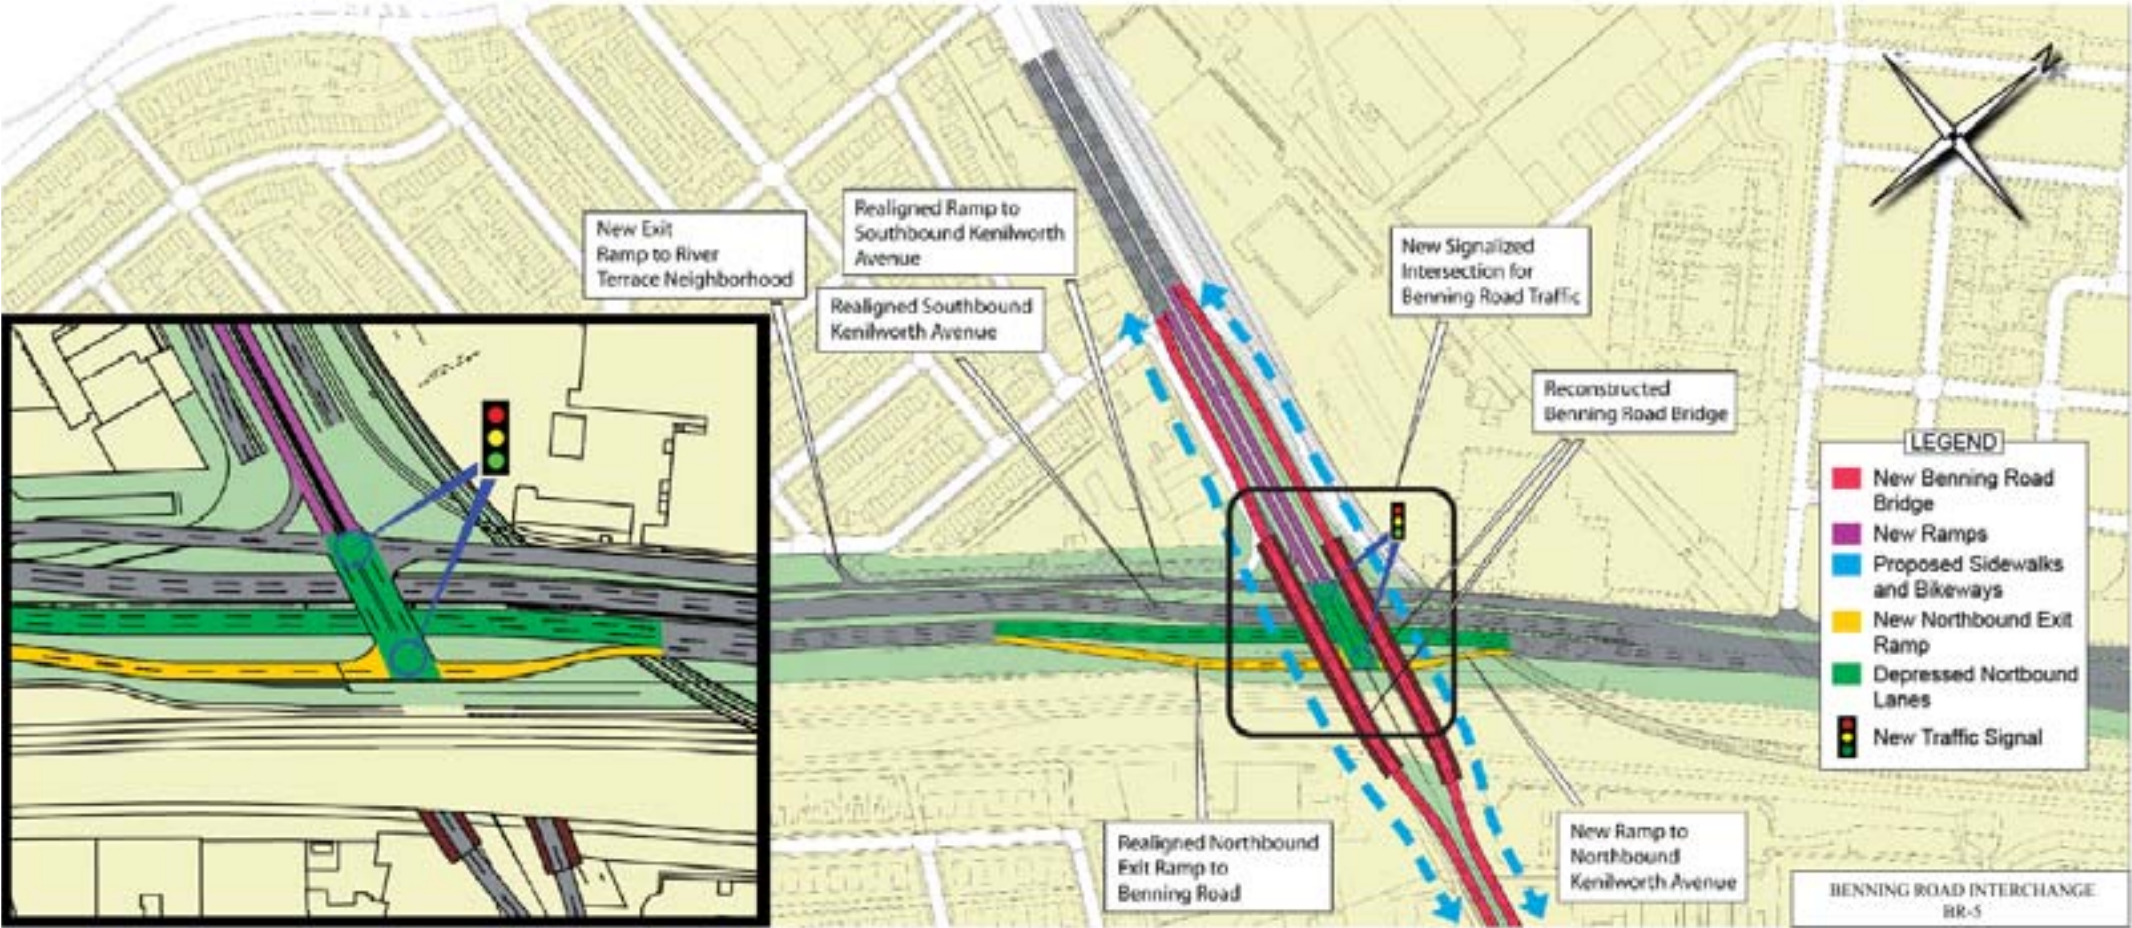 N
New Exit
Ramp to River
Terrace Neighborhood
Realigned Ramp to
Southbound Kenilworth
Avenue
Realigned Southbound
Kenilworth Avenue
New Signalized
Intersection for
Benning Road Traffic
Reconstructed
Benning Road Bridge
LEGEND
New Benning Road
Bridge
New Ramps
Proposed Sidewalks
and Bikeways
New Northbound Exit
Ramp
Depressed Nortbound
Lanes
New Traffic Signal
Realigned Northbound
Exit Ramp to
Benning Road
New Ramp to
Northbound
Kenilworth Avenue
BENNING ROAD INTERCHANGE
BR-5